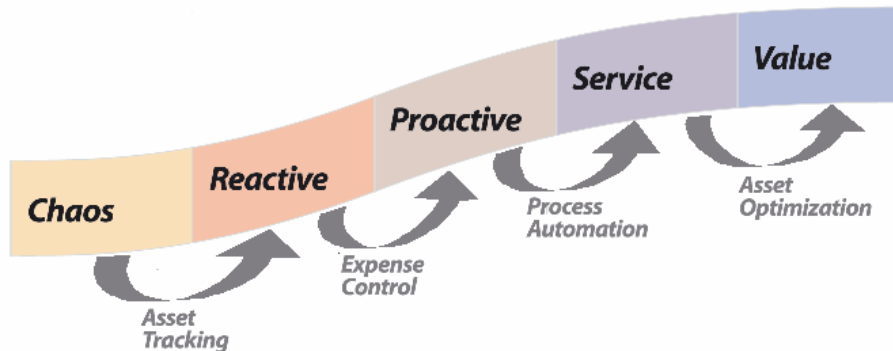 Chaos
Reactive
Proactive
Service
Value
Asset
Tracking
Expense
Control
Process
Automation
Asset
Optimization